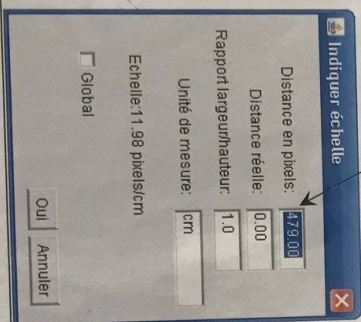 Indiquer échelle
Distance en pixels: 479.00
Distance réelle: 0.00
Rapport largeur/hauteur: 1.0
Unité de mesure: cm
Echelle:11.98 pixels/cm
Global
Oui Annuler